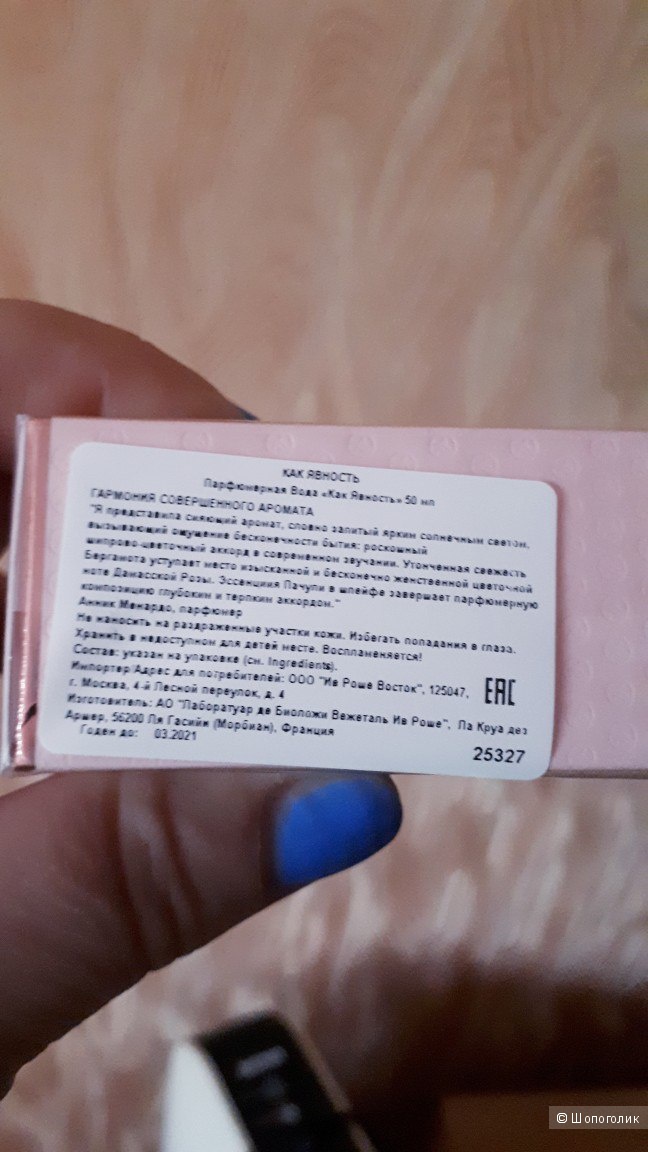 КАК ЯВНОСТЬ
Парфюмерная Вода «Как Явность» 50 мл
ГАРМОНИЯ СОВЕРШЕННОГО АРОМАТА
"Я представила сияющий аромат, словно залитый ярким солнечным светом,
вызывающий ощущение бесконечности бытия: роскошный
шипрово-цветочный аккорд в современном звучании. Утонченная свежесть
Бергамота уступает место изысканной и бесконечно женственной цветочной
ноте Дамасской Розы. Эссенция Пачули в шлейфе завершает парфюмерную
композицию глубоким и терпким аккордом."
Анник Менардо, парфюмер
Не наносить на раздраженные участки кожи. Избегать попадания в глаза.
Хранить в недоступном для детей месте. Воспламеняется!
Состав: указан на упаковке (см. Ingredients).
Импортер/Адрес для потребителей: ООО "Ив Роше Восток", 125047,
г. Москва, 4-й Лесной переулок, д. 4
EAC
Изготовитель: АО "Лаборатуар де Биоложи Вежеталь Ив Роше", Ла Круа дез
Аршер, 56200 Ля Гасийи (Морбиан), Франция
Годен до: 03.2021
25327
© Шопоголик